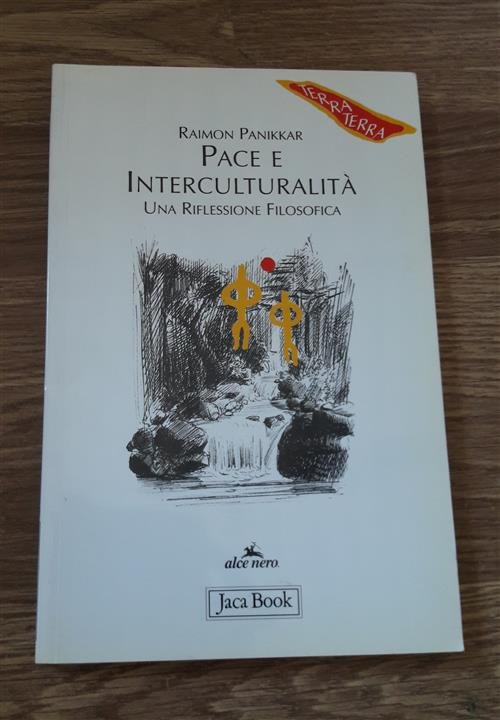 TERRA TERRA
RAIMON PANIKKAR
PACE E
INTERCULTURALITÀ
UNA RIFLESSIONE FILOSOFICA
alce nero
Jaca Book